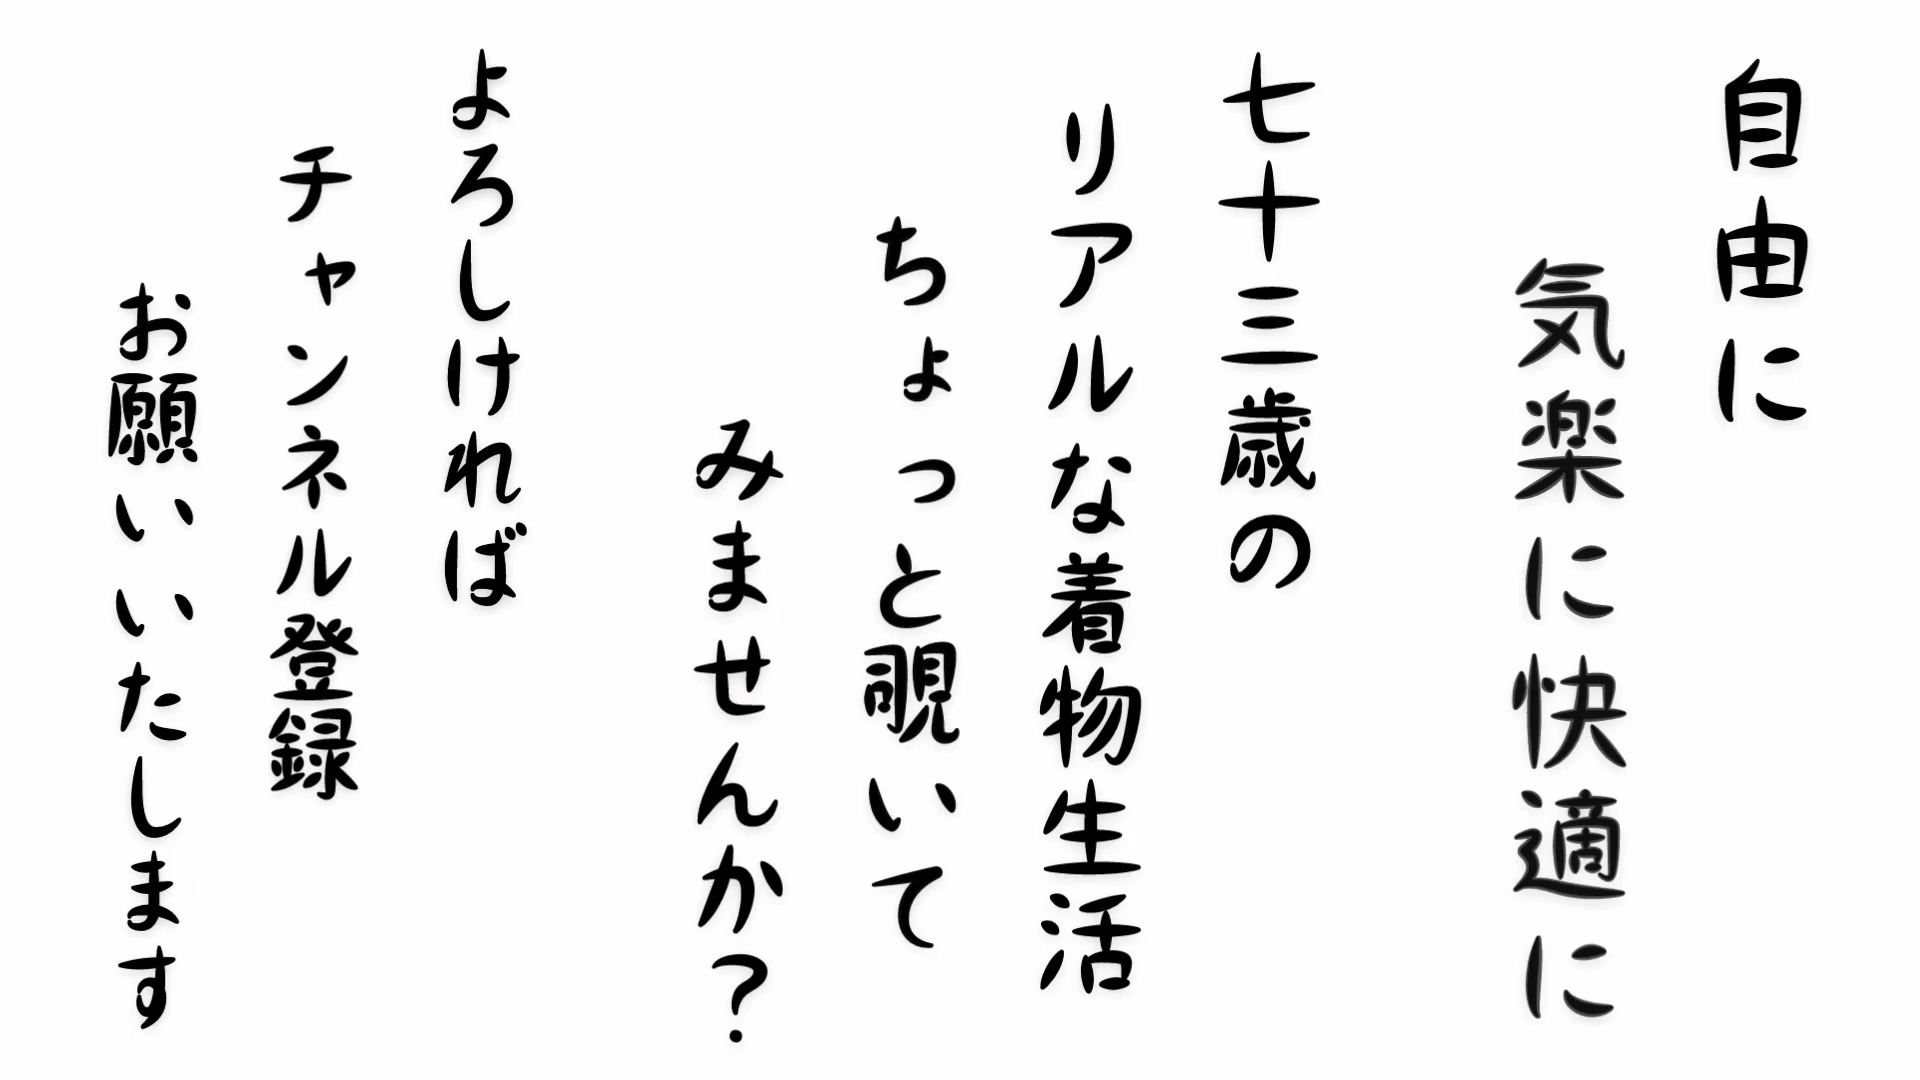 自由に
気楽に快適に
七十三歳の
リアルな着物生活
ちょっと覗いて
みませんか?
よろしければ
チャンネル登録
お願いいいたします